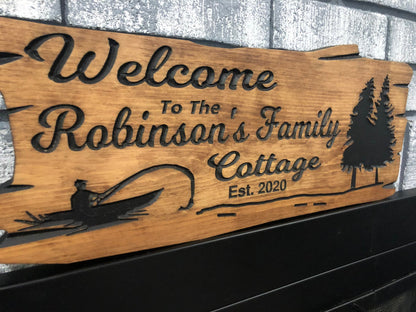 Welcome
To The
Robinson's Family
Cottage
Est. 2020